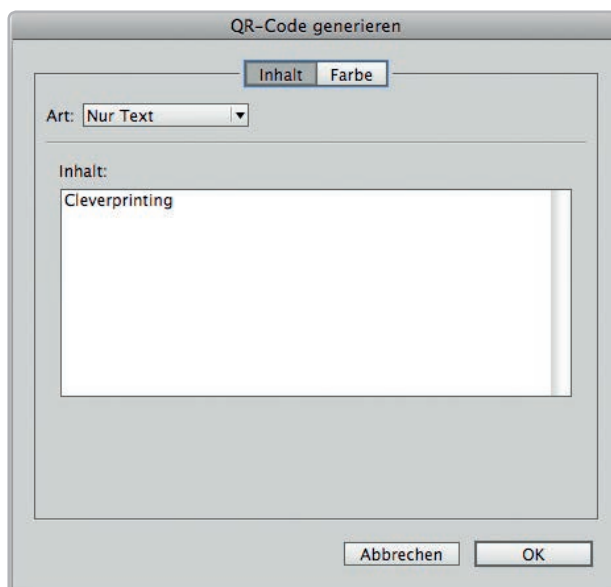 QR-Code generieren
Inhalt Farbe
Art: Nur Text
Inhalt:
Cleverprinting
Abbrechen OK